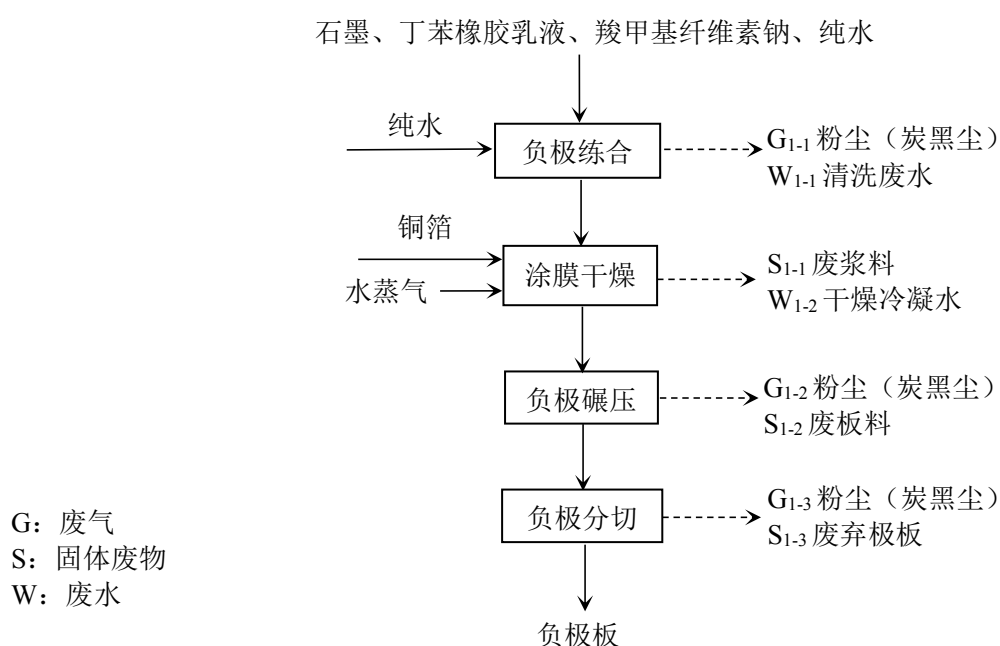 石墨、丁苯橡胶乳液、羧甲基纤维素钠、纯水
纯水
负极练合
G1-1 粉尘（炭黑尘）
W1-1 清洗废水
铜箔
水蒸气
涂膜干燥
S1-1 废浆料
W1-2 干燥冷凝水
负极碾压
G1-2 粉尘（炭黑尘）
S1-2 废板料
负极分切
G1-3 粉尘（炭黑尘）
S1-3 废弃极板
G：废气
S：固体废物
W：废水
负极板